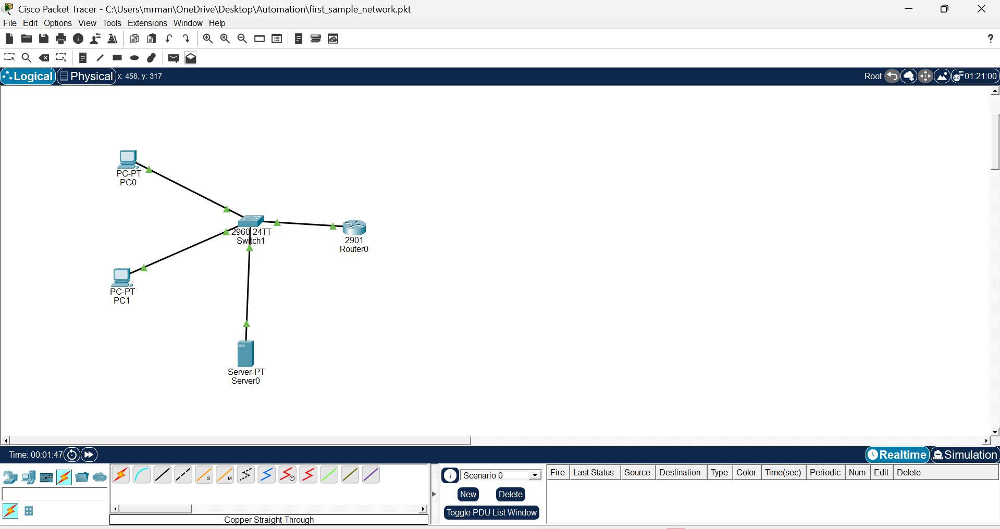 Cisco Packet Tracer - C:\Users\mrman\OneDrive\Desktop\Automation\first_sample_network.pkt
File Edit Options View Tools Extensions Window Help
?
Logical Physical x: 458, y: 317 Root 01:21:00
PC-PT
PC0
2960-24TT
Switch1
2901
Router0
PC-PT
PC1
Server-PT
Server0
Time: 00:01:47 Realtime Simulation
S M
Scenario 0 Fire Last Status Source Destination Type Color Time(sec) Periodic Num Edit Delete
New Delete
Toggle PDU List Window
Copper Straight-Through